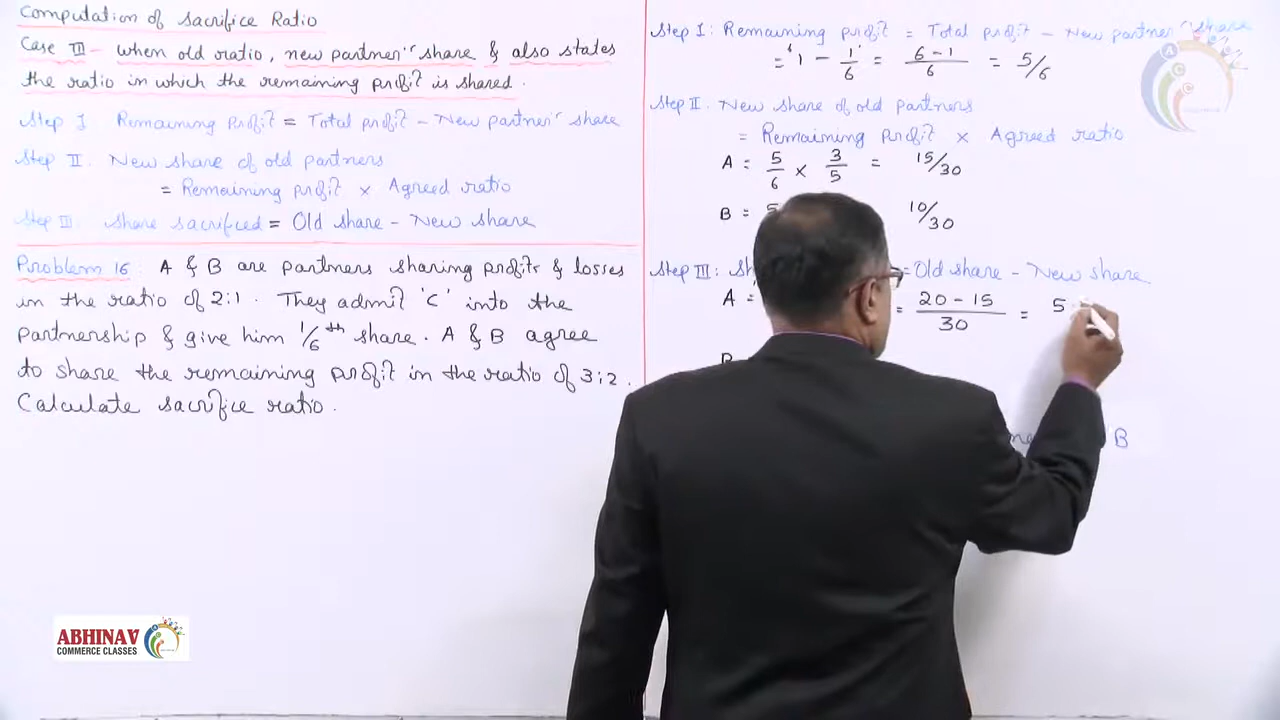 Computation of Sacrifice Ratio
Case III - When old ratio, new partner's share & also states
the ratio in which the remaining profit is shared.
Step I Remaining profit = Total profit - New partner's share
Step II. New share of old partners
= Remaining profit × Agreed ratio
Step III. Share sacrificed = Old share - New share
Problem 16: A & B are partners sharing profits & losses
in the ratio of 2:1. They admit 'C' into the
partnership & give him 1/6th share. A & B agree
to share the remaining profit in the ratio of 3:2.
Calculate sacrifice ratio.
ABHINAV
COMMERCE CLASSES
Step I: Remaining profit = Total profit - New partner's share
= 1 - 1/6 = 6-1/6 = 5/6
Step II. New share of old partners
= Remaining profit × Agreed ratio
A = 5/6 × 3/5 = 15/30
B = 10/30
Step III: = Old share - New share
A = = 20-15/30 = 5
B
B